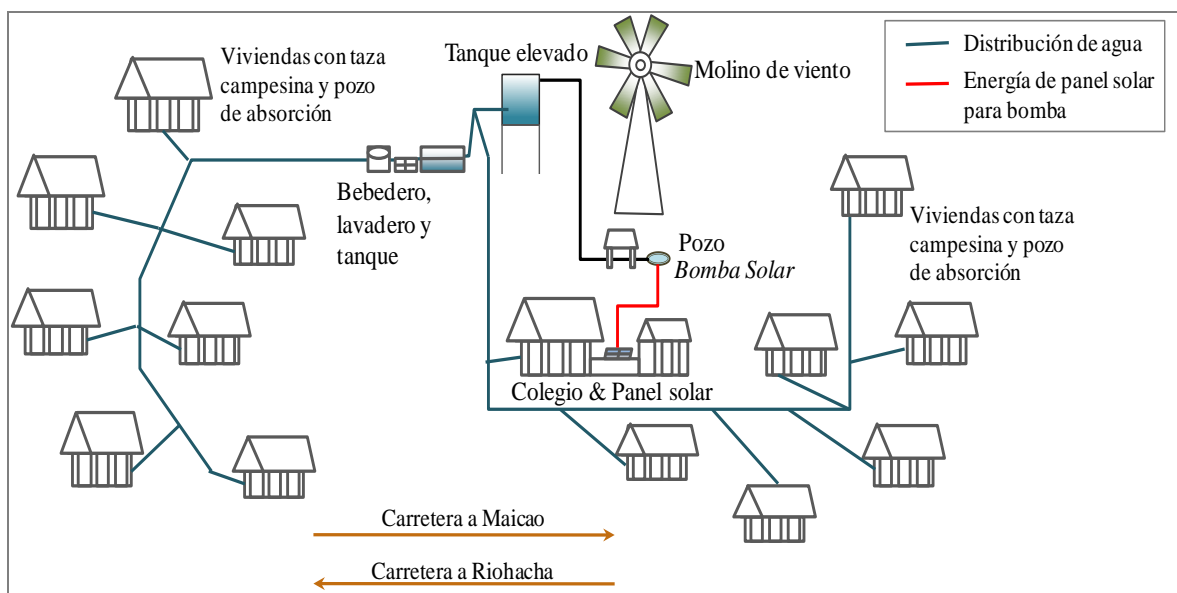 Viviendas con taza
campesina y pozo
de absorción
Tanque elevado
Molino de viento
Distribución de agua
Energía de panel solar
para bomba
Bebedero,
lavadero y
tanque
Pozo
Bomba Solar
Viviendas con taza
campesina y pozo
de absorción
Colegio & Panel solar
Carretera a Maicao
Carretera a Riohacha